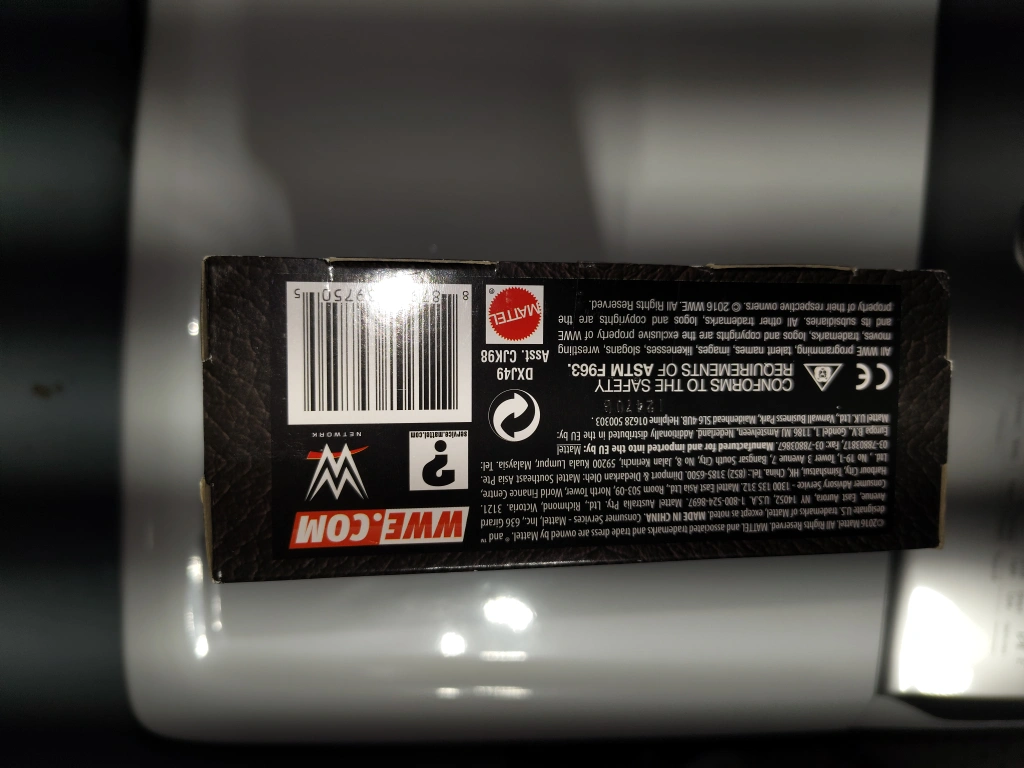 WWE.COM
NETWORK
?
service.mattel.com
©2016 Mattel. All Rights Reserved. MATTEL and associated trademarks and trade dress are owned by Mattel. ® and ™
designate U.S. trademarks of Mattel, except as noted. MADE IN CHINA. Consumer Services - Mattel, Inc., 636 Girard
Avenue, East Aurora, NY 14052, U.S.A. 1-800-524-8697. Mattel Australia Pty., Ltd., Richmond, Victoria. 3121.
Consumer Advisory Service - 1300 135 312. Mattel East Asia Ltd., Room 503-09, North Tower, World Finance Centre,
Harbour City, Tsimshatsui, HK, China. Tel.: (852) 3185-6500. Diimport & Diedarkan Oleh: Mattel Southeast Asia Pte.
Ltd., No 19-1, Tower 3 Avenue 7, Bangsar South City, No 8, Jalan Kerinchi, 59200 Kuala Lumpur, Malaysia. Tel:
03-78803817, Fax: 03-78803867. Manufactured for and imported into the EU by: Mattel
Europa B.V., Gondel 1, 1186 MJ Amstelveen, Nederland. Additionally distributed in the EU by:
Mattel U.K. Ltd., Vanwall Business Park, Maidenhead SL6 4UB. Helpline 01628 500303.
CE
CONFORMS TO THE SAFETY
REQUIREMENTS OF ASTM F963.
DXJ49
Asst. CJK98
MATTEL®
All WWE programming, talent names, images, likenesses, slogans, wrestling
moves, trademarks, logos and copyrights are the exclusive property of WWE
and its subsidiaries. All other trademarks, logos and copyrights are the
property of their respective owners. © 2016 WWE. All Rights Reserved.
8 39750 5